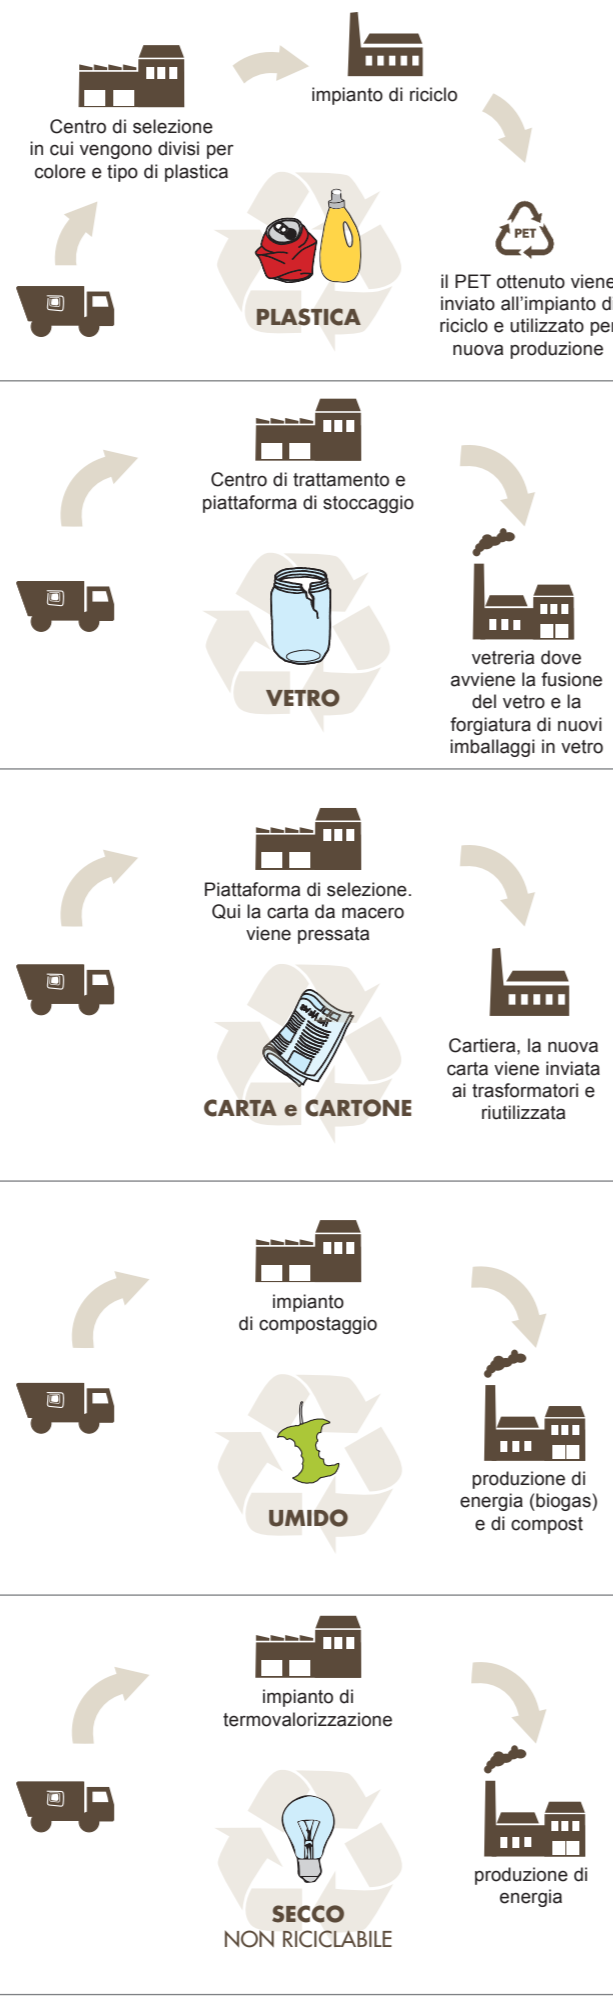 impianto di riciclo
Centro di selezione
in cui vengono divisi per
colore e tipo di plastica
PET
il PET ottenuto viene
inviato all'impianto di
riciclo e utilizzato per
nuova produzione
PLASTICA
Centro di trattamento e
piattaforma di stoccaggio
vetreria dove
avviene la fusione
del vetro e la
forgiatura di nuovi
imballaggi in vetro
VETRO
Piattaforma di selezione.
Qui la carta da macero
viene pressata
Cartiera, la nuova
carta viene inviata
ai trasformatori e
riutilizzata
CARTA e CARTONE
impianto
di compostaggio
produzione di
energia (biogas)
e di compost
UMIDO
impianto di
termovalorizzazione
produzione di
energia
SECCO
NON RICICLABILE